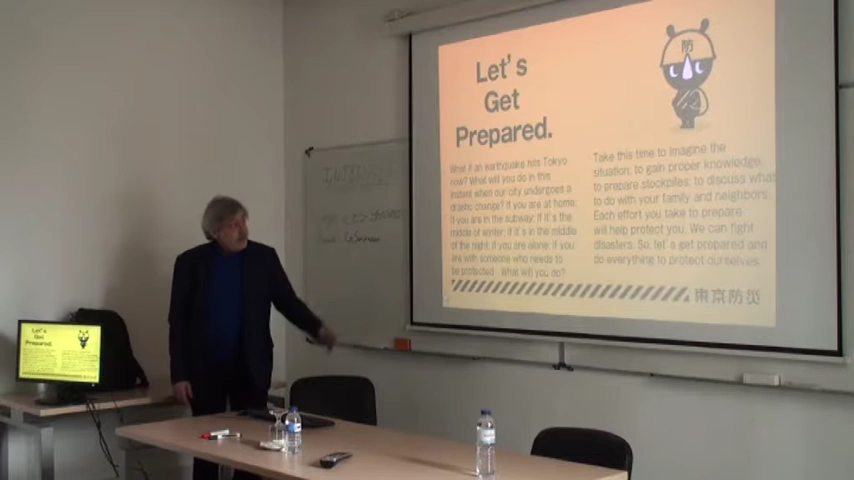 Let's
Get
Prepared.
防
What if an earthquake hits Tokyo
now? What will you do in this
instant when our city undergoes a
drastic change? If you are at home;
If you are in the subway; If it's the
middle of winter; If it's in the middle
of the night; If you are alone; If you
are with someone who needs to
be protected. What will you do?
Take this time to imagine the
situation; to gain proper knowledge,
to prepare stockpiles; to discuss what
to do with your family and neighbors.
Each effort you take to prepare
will help protect you. We can fight
disasters. So, let's get prepared and
do everything to protect ourselves.
東京防災
Let's
Get
Prepared.